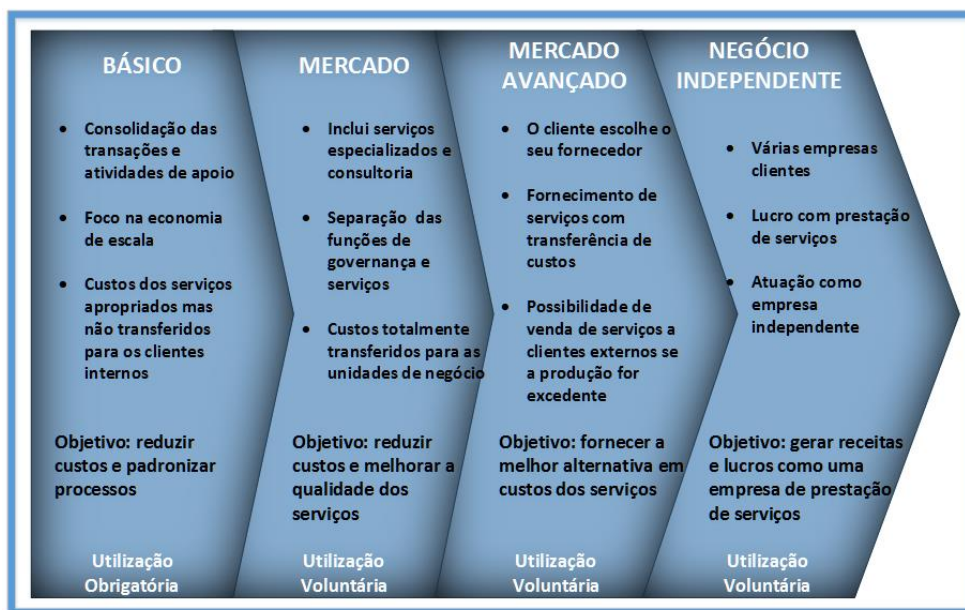 BÁSICO
• Consolidação das
transações e
atividades de apoio
• Foco na economia
de escala
• Custos dos serviços
apropriados mas
não transferidos
para os clientes
internos
Objetivo: reduzir
custos e padronizar
processos
Utilização
Obrigatória
MERCADO
• Inclui serviços
especializados e
consultoria
• Separação das
funções de
governança e
serviços
• Custos totalmente
transferidos para as
unidades de negócio
Objetivo: reduzir
custos e melhorar a
qualidade dos
serviços
Utilização
Voluntária
MERCADO
AVANÇADO
• O cliente escolhe o
seu fornecedor
• Fornecimento de
serviços com
transferência de
custos
• Possibilidade de
venda de serviços a
clientes externos se
a produção for
excedente
Objetivo: fornecer a
melhor alternativa em
custos dos serviços
Utilização
Voluntária
NEGÓCIO
INDEPENDENTE
• Várias empresas
clientes
• Lucro com prestação
de serviços
• Atuação como
empresa
independente
Objetivo: gerar receitas
e lucros como uma
empresa de prestação
de serviços
Utilização
Voluntária